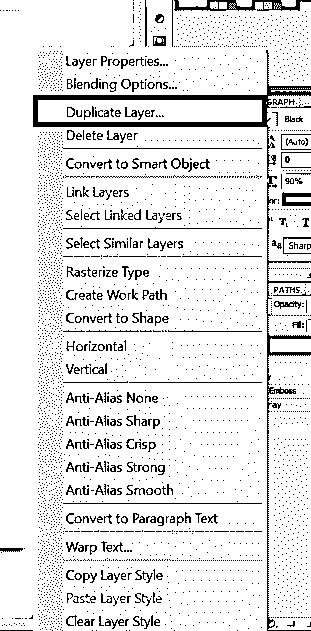 Layer Properties...
Blending Options...
Duplicate Layer...
Delete Layer
Convert to Smart Object
Link Layers
Select Linked Layers
Select Similar Layers
Rasterize Type
Create Work Path
Convert to Shape
Horizontal
Vertical
Anti-Alias None
Anti-Alias Sharp
Anti-Alias Crisp
Anti-Alias Strong
Anti-Alias Smooth
Convert to Paragraph Text
Warp Text...
Copy Layer Style
Paste Layer Style
Clear Layer Style
GRAPH
Black
(Auto)
0
90%
or:
Sharp
PATHS
Opacity:
Fill:
Emboss